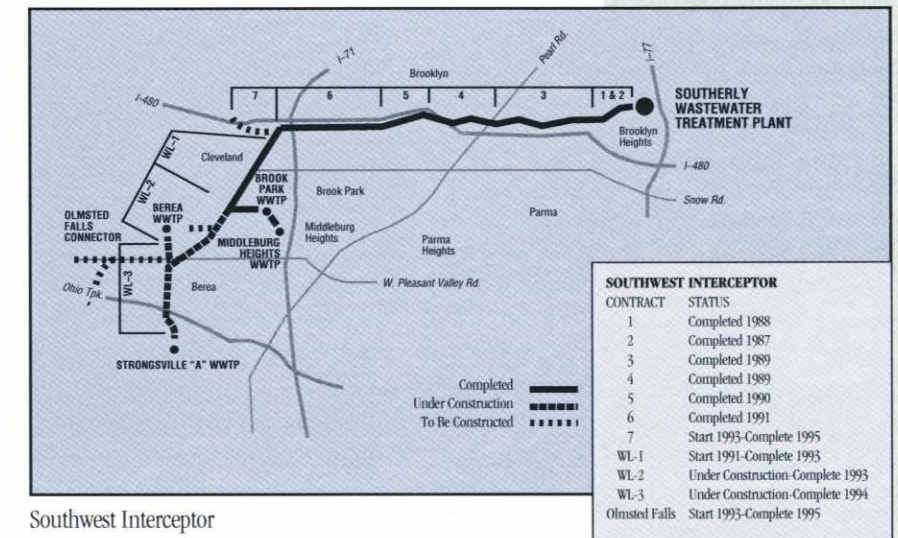 I-71
Pearl Rd.
I-77
Brooklyn
I-480
7 6 5 4 3 1 & 2
SOUTHERLY
WASTEWATER
TREATMENT PLANT
Brooklyn
Heights
WL-1
Cleveland
I-480
WL-2
BROOK
PARK
WWTP
Brook Park
Snow Rd.
BEREA
WWTP
OLMSTED
FALLS
CONNECTOR
MIDDLEBURG
HEIGHTS
WWTP
Middleburg
Heights
Parma
Parma
Heights
WL-3
Ohio Tpk.
Berea
W. Pleasant Valley Rd.
STRONGSVILLE "A" WWTP
Completed
Under Construction
To Be Constructed
SOUTHWEST INTERCEPTOR
CONTRACT STATUS
1 Completed 1988
2 Completed 1987
3 Completed 1989
4 Completed 1989
5 Completed 1990
6 Completed 1991
7 Start 1993-Complete 1995
WL-1 Start 1991-Complete 1993
WL-2 Under Construction-Complete 1993
WL-3 Under Construction-Complete 1994
Olmsted Falls Start 1993-Complete 1995
Southwest Interceptor